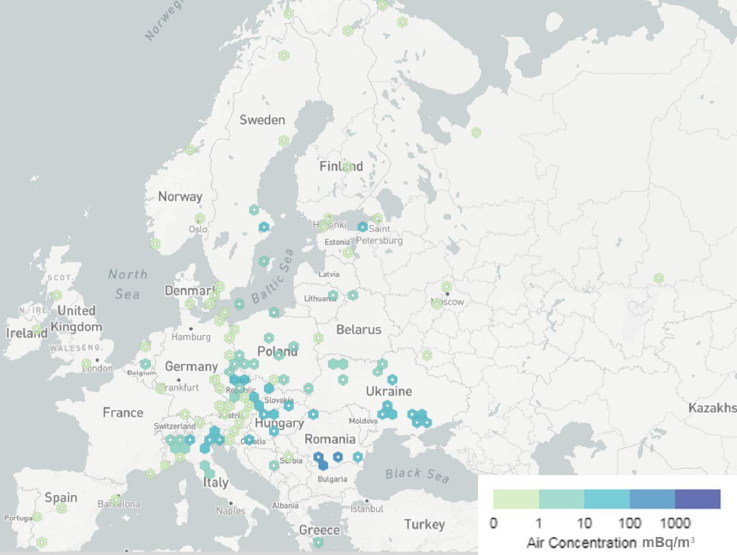 Norwegi
Sweden
Finland
Norway
Oslo
Helsinki
Saint
Petersburg
Estonia
SCOT.
North
Sea
Baltic Sea
Latvia
Denmark
Lithuania
Moscow
N. IRE.
United
Kingdom
Ireland
Hamburg
Belarus
WALES
ENG.
London
Poland
Belgium
Germany
Frankfurt
Ukraine
Republic
Slovakia
Kazakhs
France
Austria
Hungary
Moldova
Switzerland
Croatia
Romania
Serbia
Black Sea
Italy
Bulgaria
Spain
Barcelona
Portugal
Naples
Albania
Istanbul
Greece
Turkey
0 1 10 100 1000
Air Concentration mBq/m³